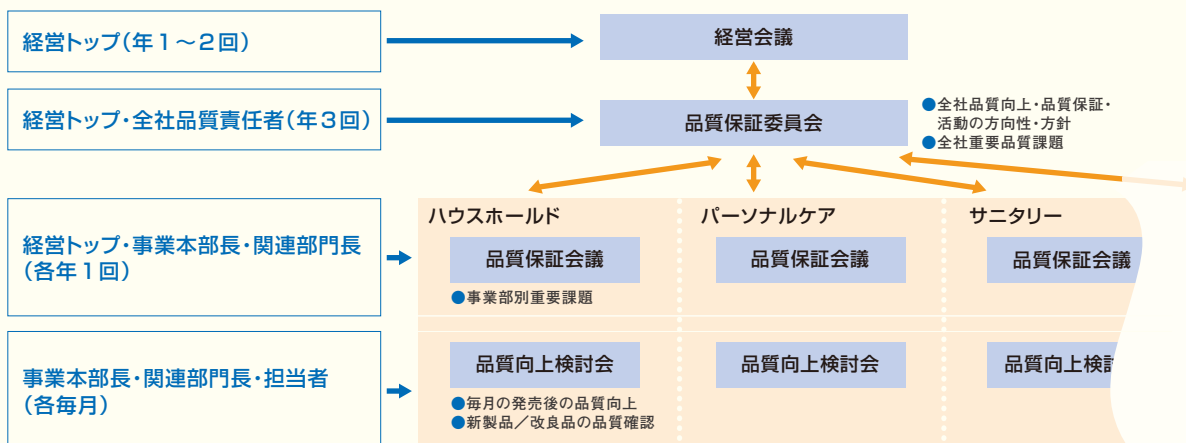 経営トップ（年１～２回）
経営会議
経営トップ・全社品質責任者（年３回）
品質保証委員会
●全社品質向上・品質保証・
活動の方向性・方針
●全社重要品質課題
ハウスホールド
パーソナルケア
サニタリー
経営トップ・事業本部長・関連部門長
（各年１回）
品質保証会議
品質保証会議
品質保証会議
●事業部別重要課題
事業本部長・関連部門長・担当者
（各毎月）
品質向上検討会
品質向上検討会
品質向上検討
●毎月の発売後の品質向上
●新製品／改良品の品質確認